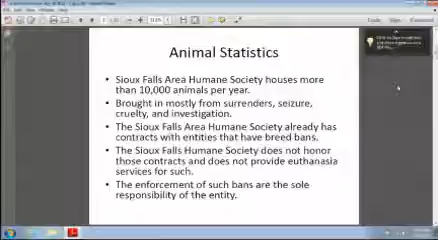 Animal Statistics
• Sioux Falls Area Humane Society houses more
than 10,000 animals per year.
• Brought in mostly from surrenders, seizure,
cruelty, and investigation.
• The Sioux Falls Area Humane Society already has
contracts with entities that have breed bans.
• The Sioux Falls Humane Society does not honor
those contracts and does not provide euthanasia
services for such.
• The enforcement of such bans are the sole
responsibility of the entity.